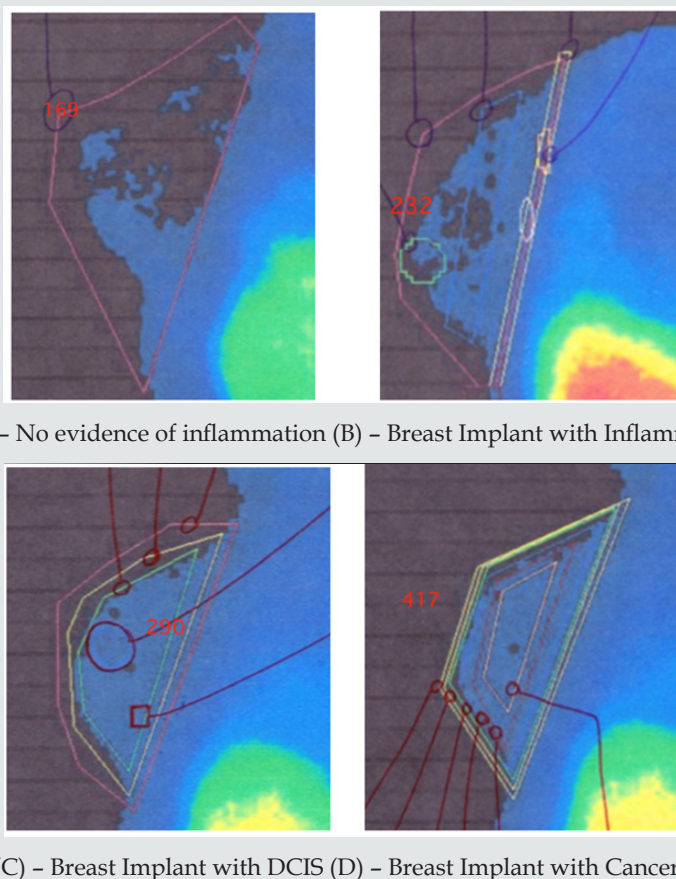 169
232
– No evidence of inflammation (B) – Breast Implant with Inflamm
290
417
C) – Breast Implant with DCIS (D) – Breast Implant with Cancer